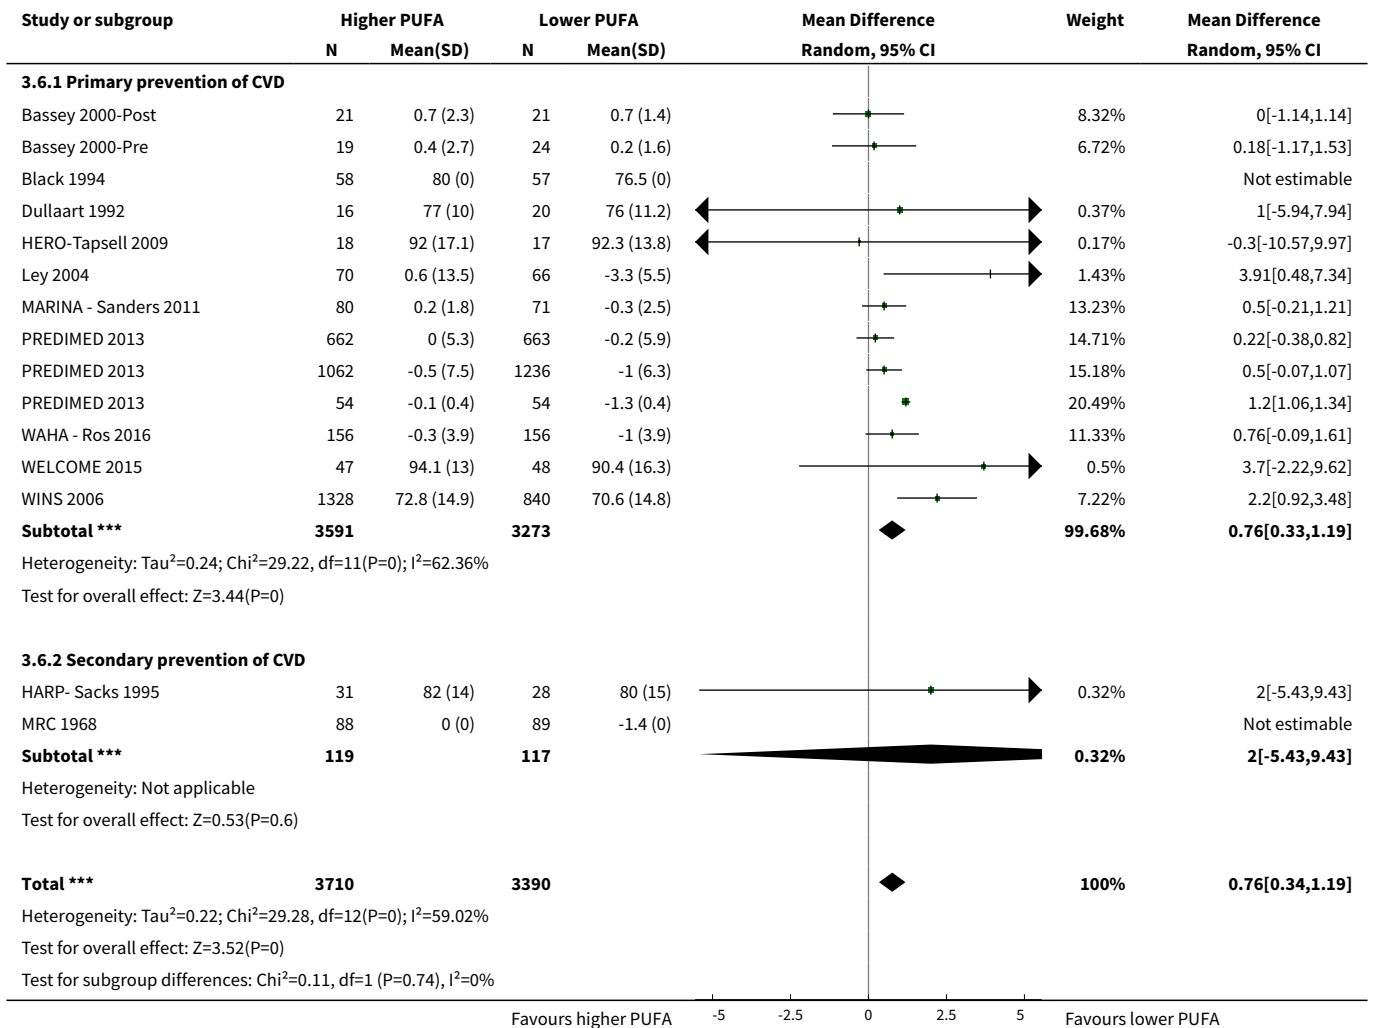 Study or subgroup Higher PUFA Lower PUFA Mean Difference Weight Mean Difference
N Mean(SD) N Mean(SD) Random, 95% CI Random, 95% CI
3.6.1 Primary prevention of CVD
Bassey 2000-Post 21 0.7 (2.3) 21 0.7 (1.4) 8.32% 0[-1.14,1.14]
Bassey 2000-Pre 19 0.4 (2.7) 24 0.2 (1.6) 6.72% 0.18[-1.17,1.53]
Black 1994 58 80 (0) 57 76.5 (0) Not estimable
Dullaart 1992 16 77 (10) 20 76 (11.2) 0.37% 1[-5.94,7.94]
HERO-Tapsell 2009 18 92 (17.1) 17 92.3 (13.8) 0.17% -0.3[-10.57,9.97]
Ley 2004 70 0.6 (13.5) 66 -3.3 (5.5) 1.43% 3.91[0.48,7.34]
MARINA - Sanders 2011 80 0.2 (1.8) 71 -0.3 (2.5) 13.23% 0.5[-0.21,1.21]
PREDIMED 2013 662 0 (5.3) 663 -0.2 (5.9) 14.71% 0.22[-0.38,0.82]
PREDIMED 2013 1062 -0.5 (7.5) 1236 -1 (6.3) 15.18% 0.5[-0.07,1.07]
PREDIMED 2013 54 -0.1 (0.4) 54 -1.3 (0.4) 20.49% 1.2[1.06,1.34]
WAHA - Ros 2016 156 -0.3 (3.9) 156 -1 (3.9) 11.33% 0.76[-0.09,1.61]
WELCOME 2015 47 94.1 (13) 48 90.4 (16.3) 0.5% 3.7[-2.22,9.62]
WINS 2006 1328 72.8 (14.9) 840 70.6 (14.8) 7.22% 2.2[0.92,3.48]
Subtotal *** 3591 3273 99.68% 0.76[0.33,1.19]
Heterogeneity: Tau²=0.24; Chi²=29.22, df=11(P=0); I²=62.36%
Test for overall effect: Z=3.44(P=0)
3.6.2 Secondary prevention of CVD
HARP- Sacks 1995 31 82 (14) 28 80 (15) 0.32% 2[-5.43,9.43]
MRC 1968 88 0 (0) 89 -1.4 (0) Not estimable
Subtotal *** 119 117 0.32% 2[-5.43,9.43]
Heterogeneity: Not applicable
Test for overall effect: Z=0.53(P=0.6)
Total *** 3710 3390 100% 0.76[0.34,1.19]
Heterogeneity: Tau²=0.22; Chi²=29.28, df=12(P=0); I²=59.02%
Test for overall effect: Z=3.52(P=0)
Test for subgroup differences: Chi²=0.11, df=1 (P=0.74), I²=0%
Favours higher PUFA -5 -2.5 0 2.5 5 Favours lower PUFA